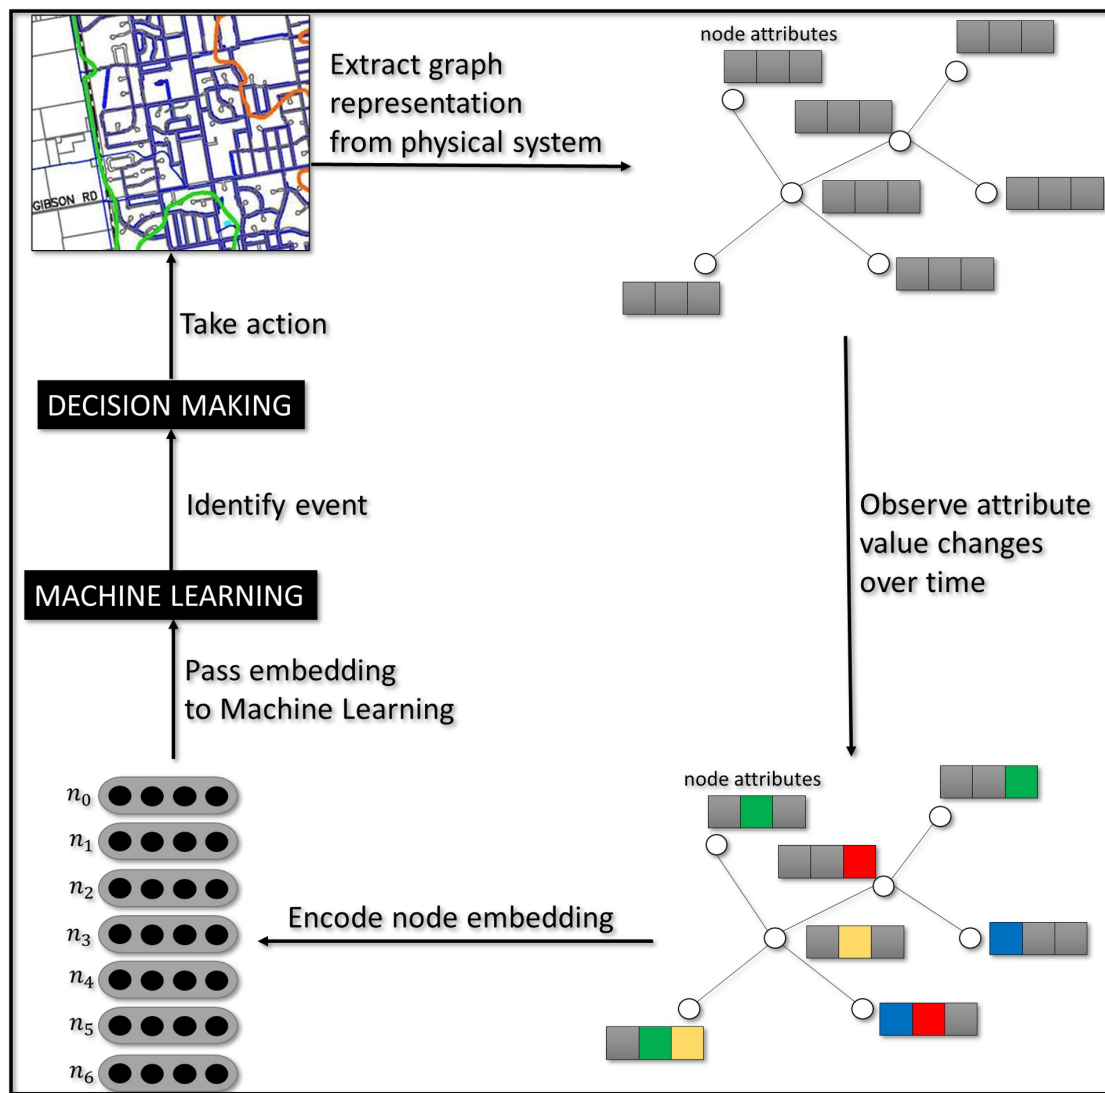 GIBSON RD
Extract graph
representation
from physical system
node attributes
Observe attribute
value changes
over time
node attributes
Encode node embedding
n0
n1
n2
n3
n4
n5
n6
Pass embedding
to Machine Learning
MACHINE LEARNING
Identify event
DECISION MAKING
Take action